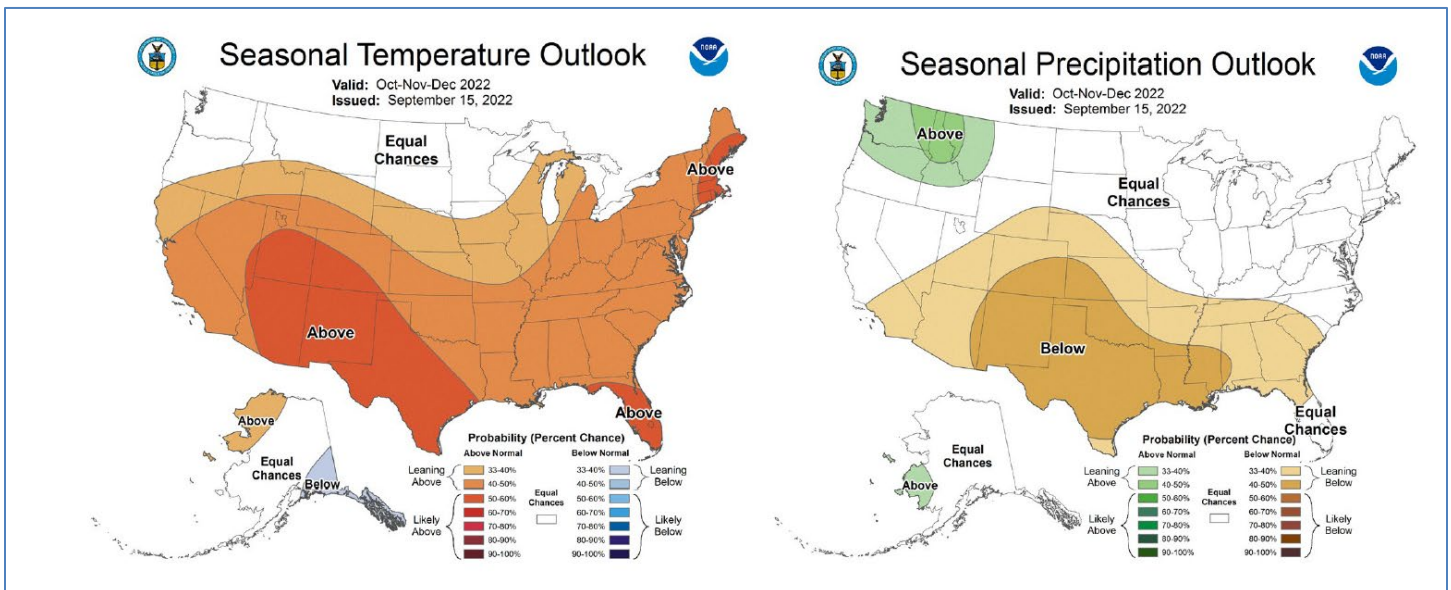 Seasonal Temperature Outlook
Valid: Oct-Nov-Dec 2022
Issued: September 15, 2022
NOAA
Equal
Chances
Above
Above
Above
Above
Equal
Chances
Below
Probability (Percent Chance)
Above Normal
Below Normal
Leaning
Above
33-40%
40-50%
Likely
Above
50-60%
60-70%
70-80%
80-90%
90-100%
Equal
Chances
33-40%
40-50%
Leaning
Below
50-60%
60-70%
70-80%
80-90%
90-100%
Likely
Below
Seasonal Precipitation Outlook
Valid: Oct-Nov-Dec 2022
Issued: September 15, 2022
NOAA
Above
Equal
Chances
Below
Equal
Chances
Equal
Chances
Above
Probability (Percent Chance)
Above Normal
Below Normal
Leaning
Above
33-40%
40-50%
Likely
Above
50-60%
60-70%
70-80%
80-90%
90-100%
Equal
Chances
33-40%
40-50%
Leaning
Below
50-60%
60-70%
70-80%
80-90%
90-100%
Likely
Below